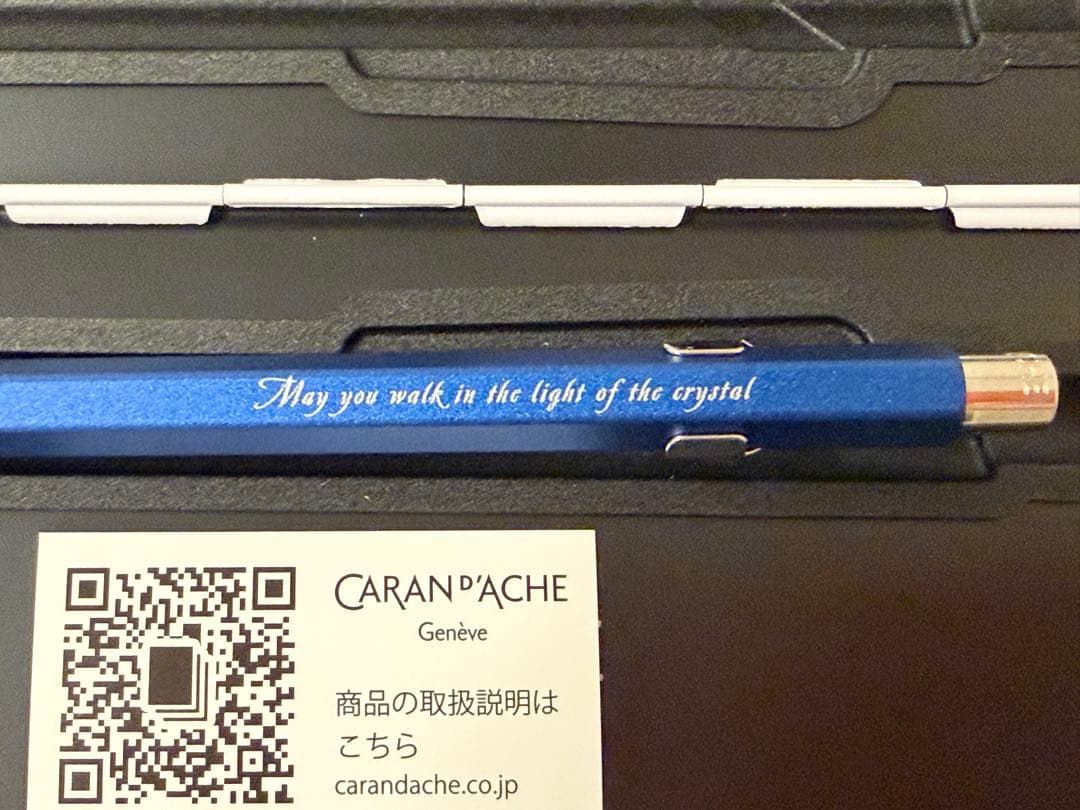 May you walk in the light of the crystal
CARAN D'ACHE
Genève
商品の取扱説明は
こちら
carandache.co.jp